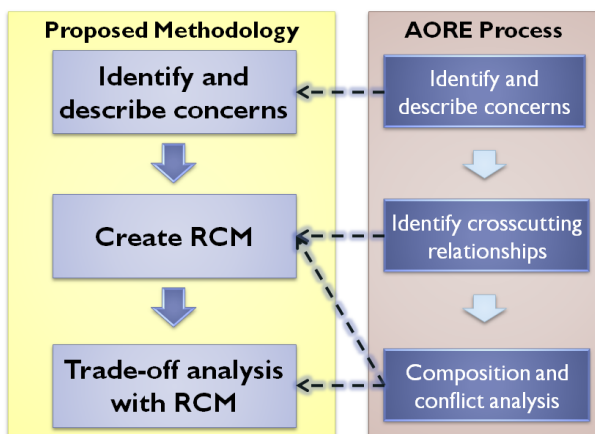 Proposed Methodology
Identify and
describe concerns
Create RCM
Trade-off analysis
with RCM
AORE Process
Identify and
describe concerns
Identify crosscutting
relationships
Composition and
conflict analysis